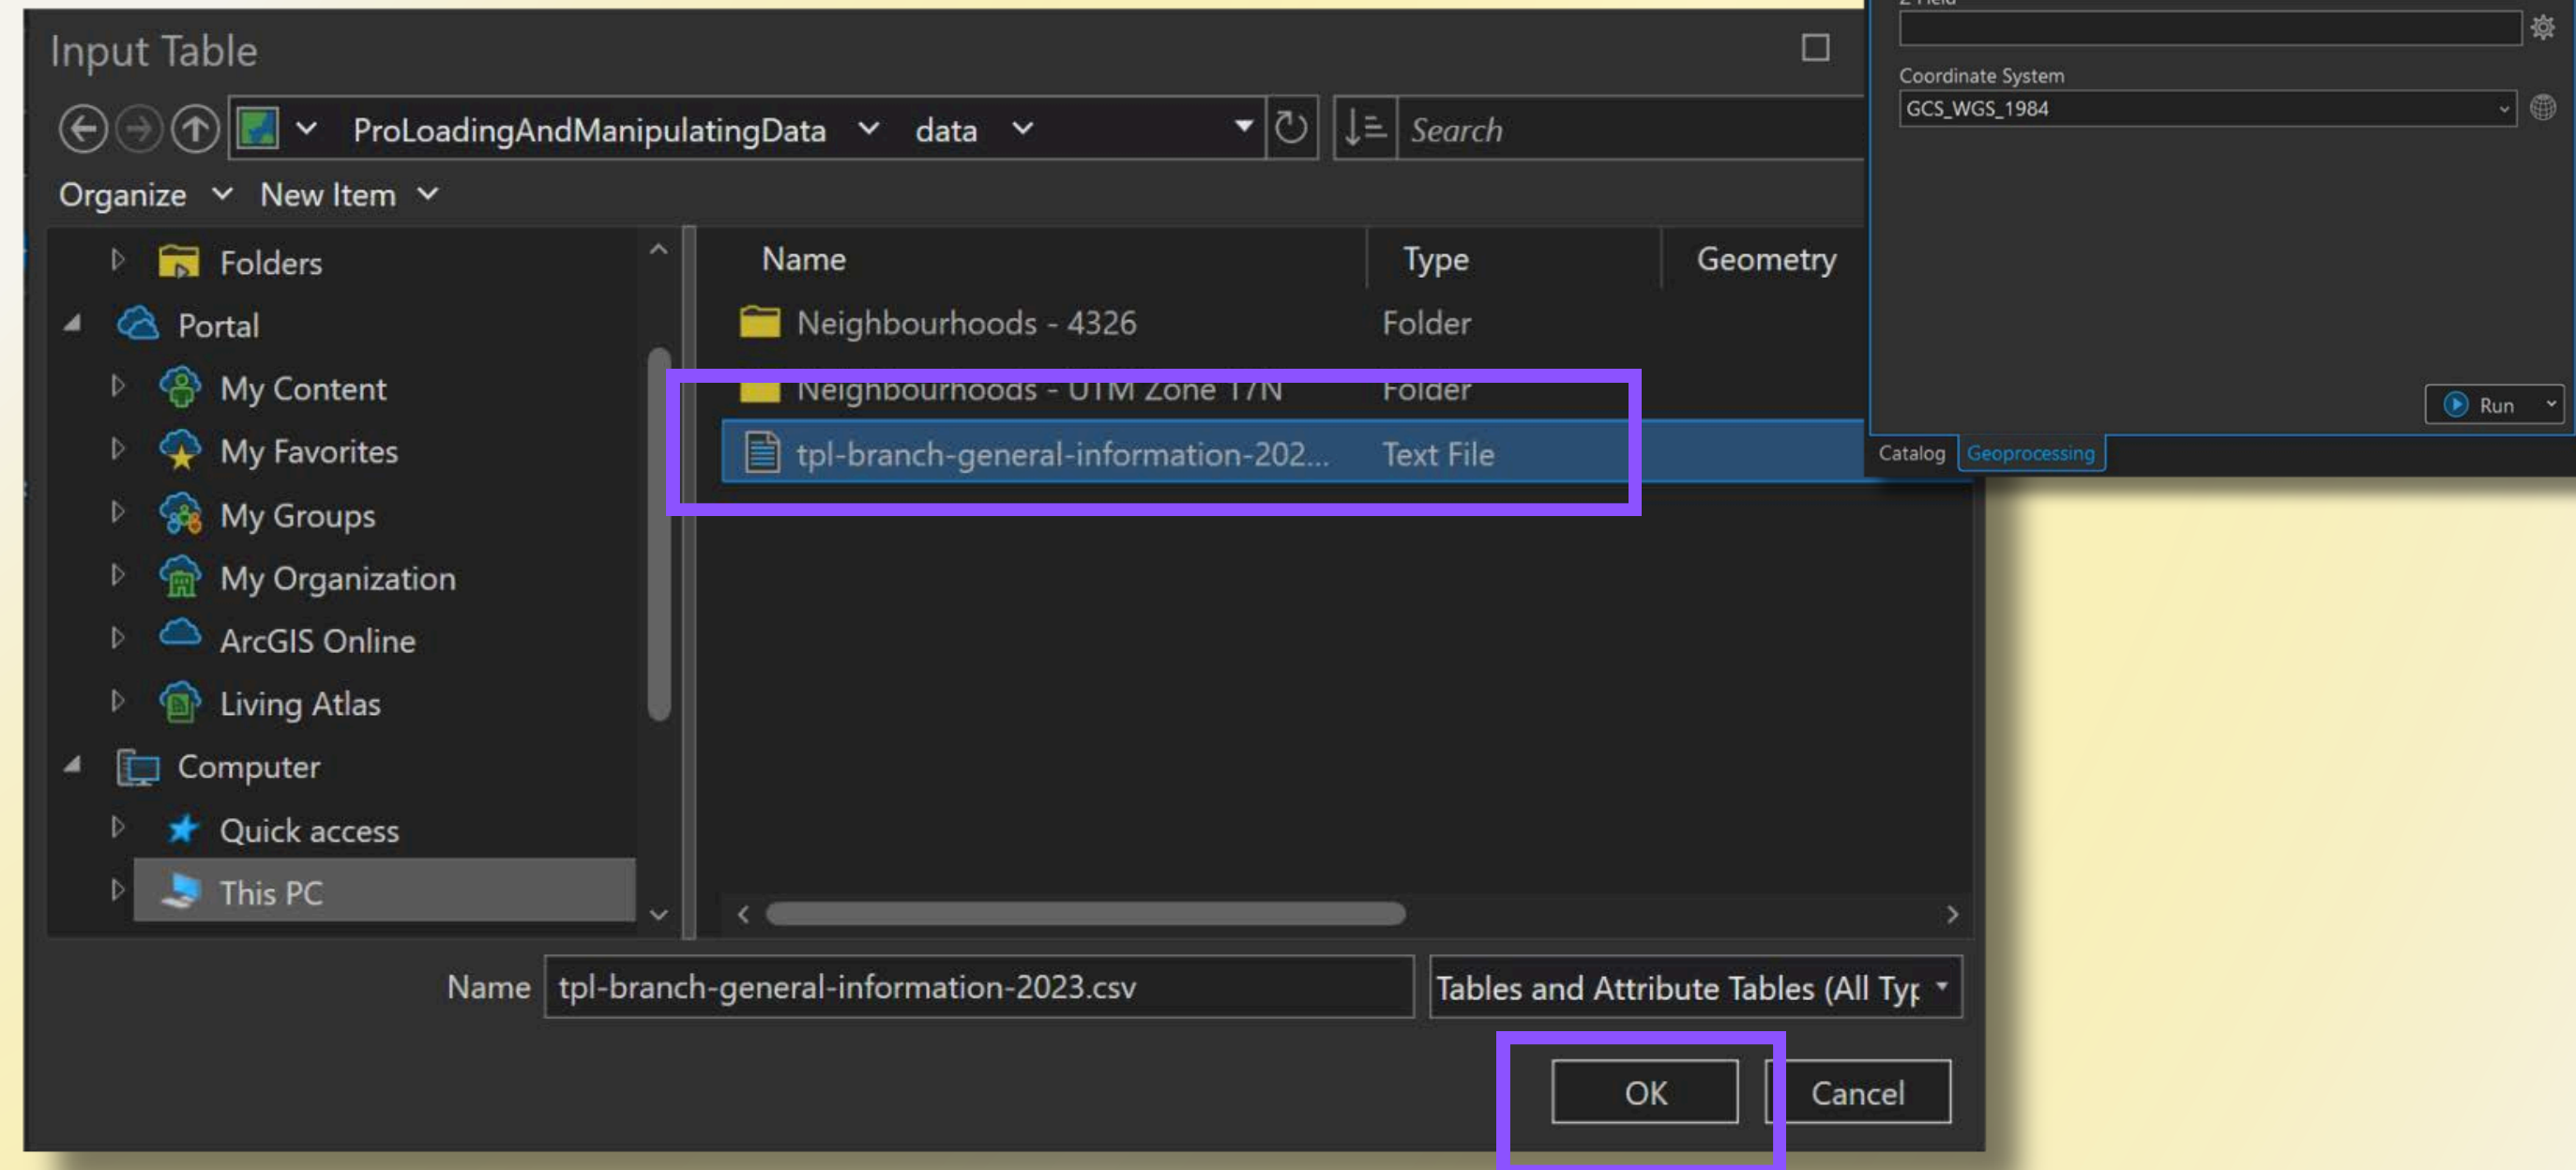 Input Table
ProLoadingAndManipulatingData data
Search
Organize New Item
Folders
Portal
My Content
My Favorites
My Groups
My Organization
ArcGIS Online
Living Atlas
Computer
Quick access
This PC
Name Type Geometry
Neighbourhoods - 4326 Folder
Neighbourhoods - UTM Zone 17N Folder
tpl-branch-general-information-202... Text File
Name tpl-branch-general-information-2023.csv
Tables and Attribute Tables (All Typ
OK Cancel
Z Field
Coordinate System
GCS_WGS_1984
Run
Catalog Geoprocessing